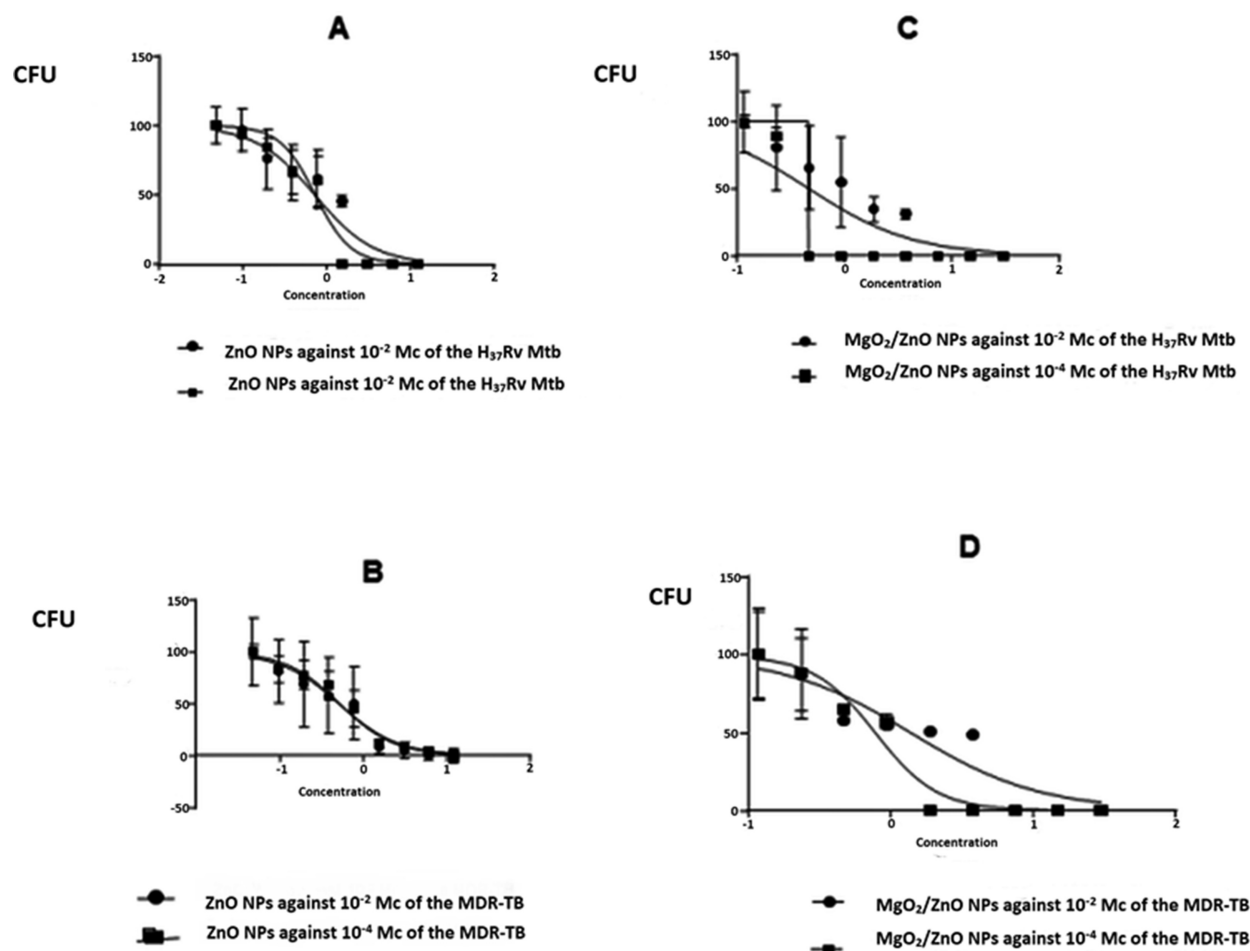 A
CFU
150
100
50
0
-2
-1
0
1
2
Concentration
ZnO NPs against 10⁻² Mc of the H₃₇Rv Mtb
ZnO NPs against 10⁻² Mc of the H₃₇Rv Mtb
C
CFU
150
100
50
0
-1
0
1
2
Concentration
MgO₂/ZnO NPs against 10⁻² Mc of the H₃₇Rv Mtb
MgO₂/ZnO NPs against 10⁻⁴ Mc of the H₃₇Rv Mtb
B
CFU
150
100
50
0
-50
-1
0
1
2
Concentration
ZnO NPs against 10⁻² Mc of the MDR-TB
ZnO NPs against 10⁻⁴ Mc of the MDR-TB
D
CFU
150
100
50
0
-1
0
1
2
Concentration
MgO₂/ZnO NPs against 10⁻² Mc of the MDR-TB
MgO₂/ZnO NPs against 10⁻⁴ Mc of the MDR-TB